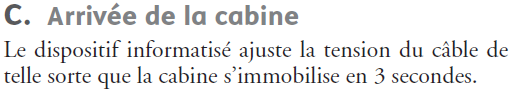 C. Arrivée de la cabine
Le dispositif informatisé ajuste la tension du câble de
telle sorte que la cabine s’immobilise en 3 secondes.